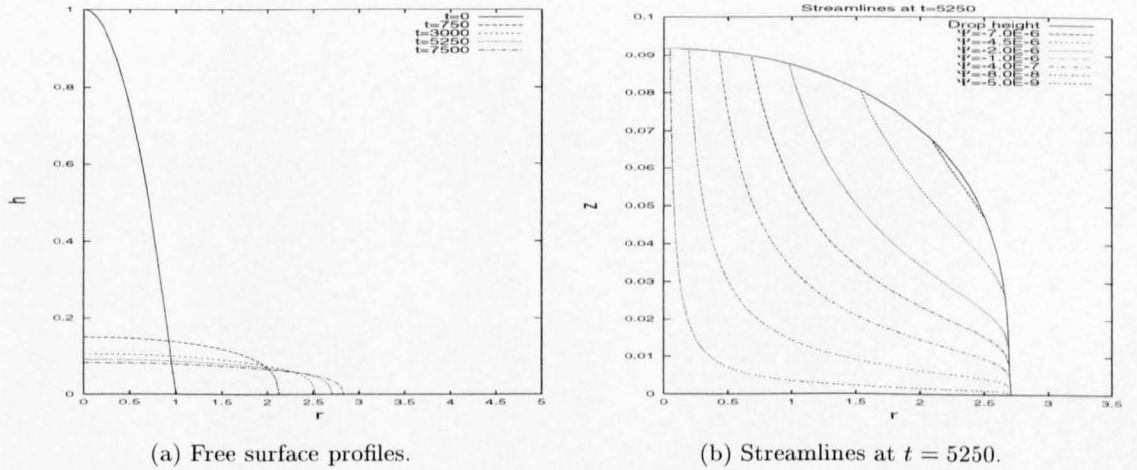 t=0
t=750
t=3000
t=5250
t=7500
1
0.8
0.6
0.4
0.2
0
h
0 0.5 1 1.5 2 2.5 3 3.5 4 4.5 5
r
(a) Free surface profiles.
Streamlines at t=5250
Drop height
Ψ=-7.0E-6
Ψ=-4.5E-6
Ψ=-2.0E-6
Ψ=-1.0E-6
Ψ=-4.0E-7
Ψ=-8.0E-8
Ψ=-5.0E-9
0.1
0.09
0.08
0.07
0.06
0.05
0.04
0.03
0.02
0.01
0
z
0 0.5 1 1.5 2 2.5 3 3.5
r
(b) Streamlines at t = 5250.